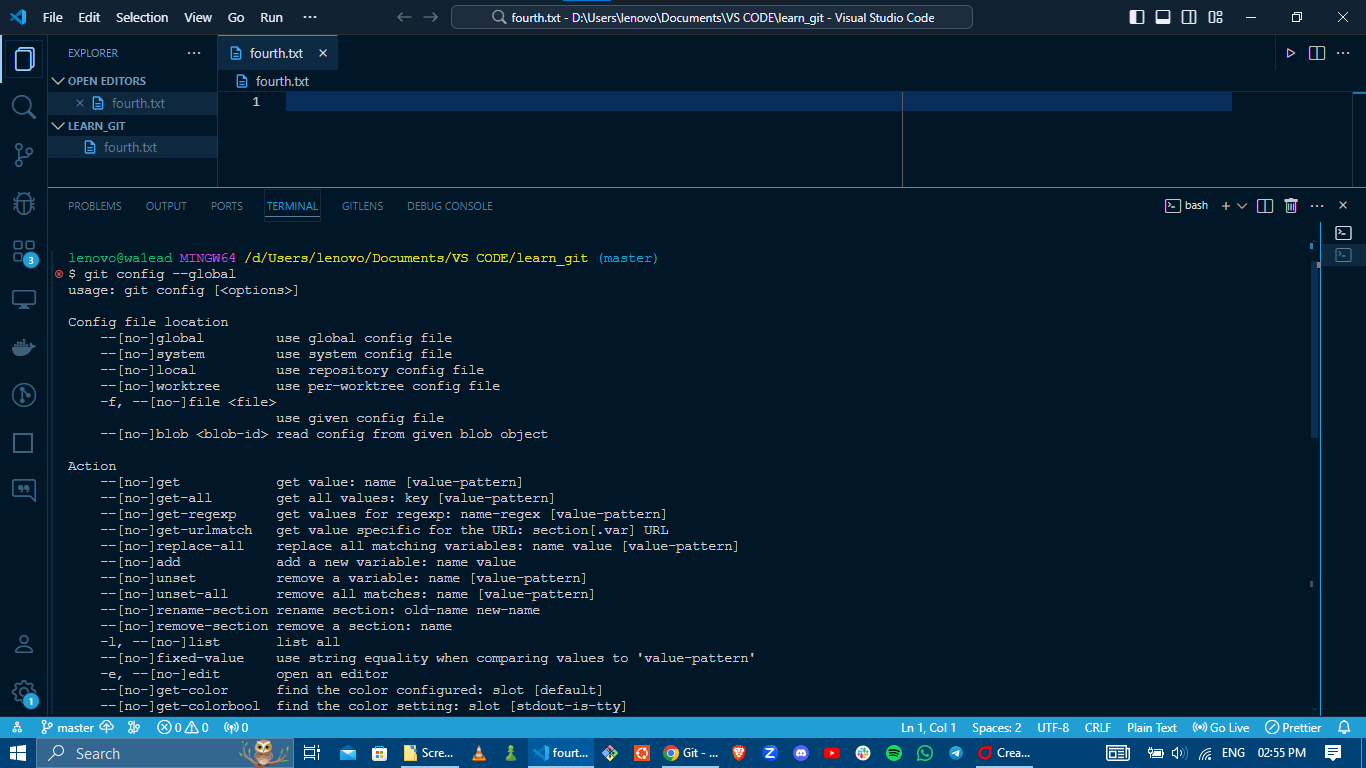 File Edit Selection View Go Run ···
fourth.txt - D:\Users\lenovo\Documents\VS CODE\learn_git - Visual Studio Code
EXPLORER
OPEN EDITORS
fourth.txt
LEARN_GIT
fourth.txt
3
1
fourth.txt
fourth.txt
1
PROBLEMS OUTPUT PORTS TERMINAL GITLENS DEBUG CONSOLE
bash
lenovo@walead MINGW64 /d/Users/lenovo/Documents/VS CODE/learn_git (master)
$ git config --global
usage: git config [<options>]
Config file location
--[no-]global use global config file
--[no-]system use system config file
--[no-]local use repository config file
--[no-]worktree use per-worktree config file
-f, --[no-]file <file>
use given config file
--[no-]blob <blob-id> read config from given blob object
Action
--[no-]get get value: name [value-pattern]
--[no-]get-all get all values: key [value-pattern]
--[no-]get-regexp get values for regexp: name-regex [value-pattern]
--[no-]get-urlmatch get value specific for the URL: section[.var] URL
--[no-]replace-all replace all matching variables: name value [value-pattern]
--[no-]add add a new variable: name value
--[no-]unset remove a variable: name [value-pattern]
--[no-]unset-all remove all matches: name [value-pattern]
--[no-]rename-section rename section: old-name new-name
--[no-]remove-section remove a section: name
-l, --[no-]list list all
--[no-]fixed-value use string equality when comparing values to 'value-pattern'
-e, --[no-]edit open an editor
--[no-]get-color find the color configured: slot [default]
--[no-]get-colorbool find the color setting: slot [stdout-is-tty]
master 0 0 0 Ln 1, Col 1 Spaces: 2 UTF-8 CRLF Plain Text Go Live Prettier
Search Scre... fourt... Git - ... Crea... ENG 02:55 PM